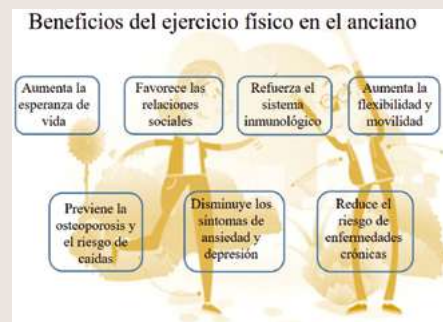 Beneficios del ejercicio físico en el anciano
Aumenta la
esperanza de
vida
Favorece las
relaciones
sociales
Refuerza el
sistema
inmunológico
Aumenta la
flexibilidad y
movilidad
Previene la
osteoporosis y
el riesgo de
caidas
Disminuye los
síntomas de
ansiedad y
depresión
Reduce el
riesgo de
enfermedades
crónicas